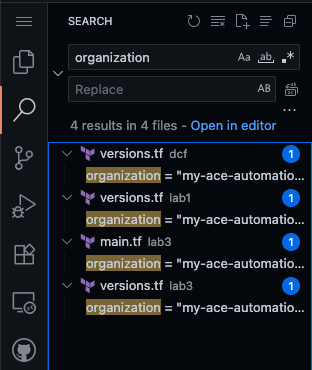 SEARCH
organization
Aa ab .*
Replace
AB
...
4 results in 4 files - Open in editor
versions.tf dcf 1
organization = "my-ace-automatio...
versions.tf lab1 1
organization = "my-ace-automatio...
main.tf lab3 1
organization = "my-ace-automatio...
versions.tf lab3 1
organization = "my-ace-automatio...